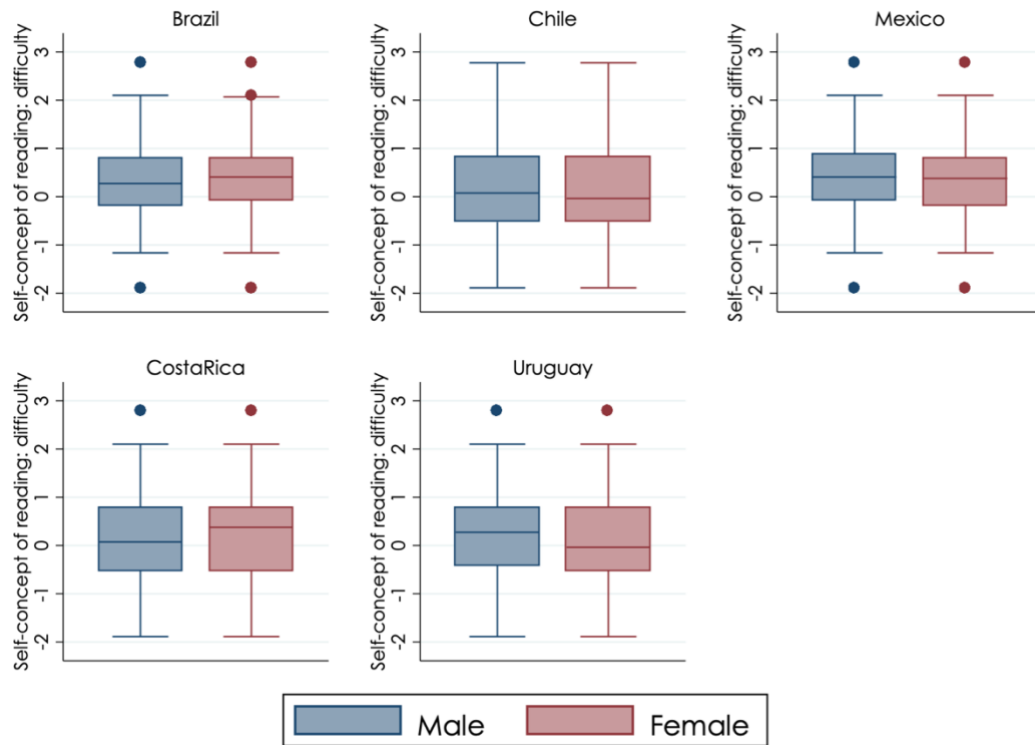 Brazil
Self-concept of reading: difficulty
3
2
1
0
-1
-2
Chile
Self-concept of reading: difficulty
3
2
1
0
-1
-2
Mexico
Self-concept of reading: difficulty
3
2
1
0
-1
-2
CostaRica
Self-concept of reading: difficulty
3
2
1
0
-1
-2
Uruguay
Self-concept of reading: difficulty
3
2
1
0
-1
-2
Male
Female